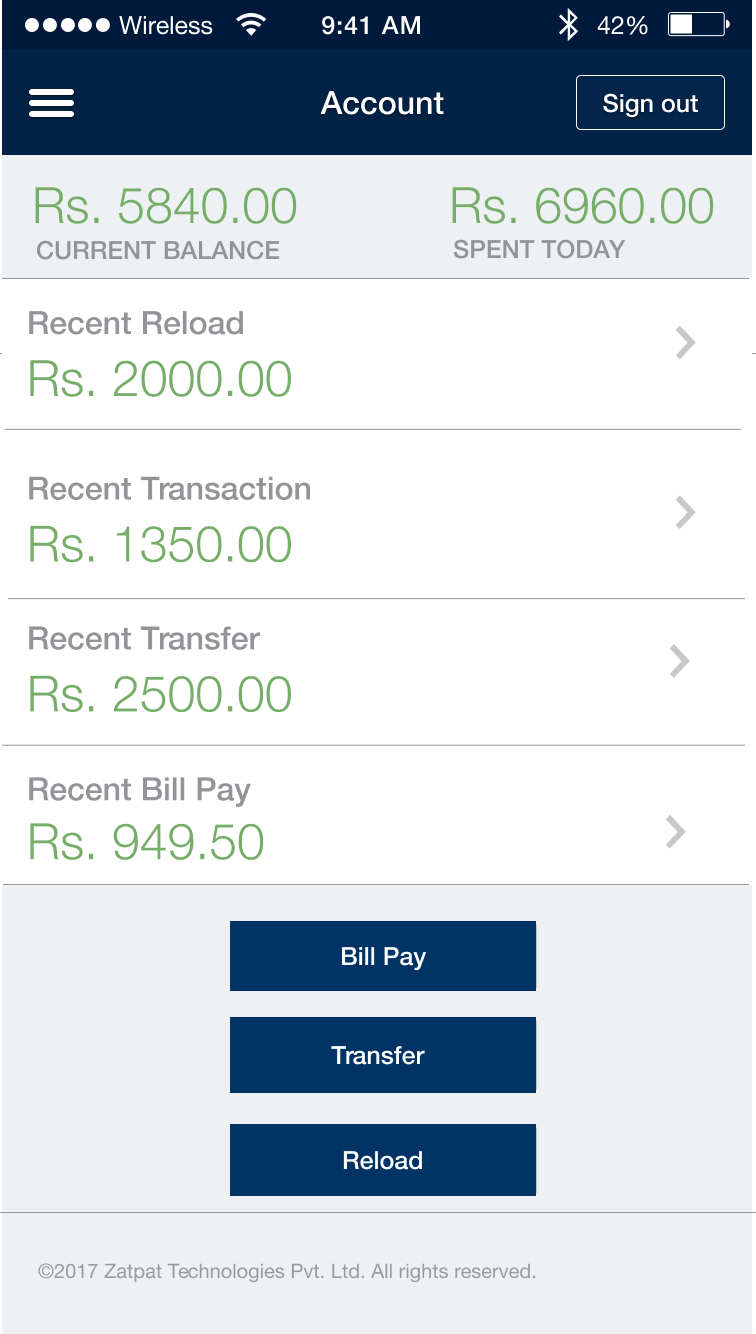 Wireless 9:41 AM 42%
Account Sign out
Rs. 5840.00 Rs. 6960.00
CURRENT BALANCE SPENT TODAY
Recent Reload
Rs. 2000.00
Recent Transaction
Rs. 1350.00
Recent Transfer
Rs. 2500.00
Recent Bill Pay
Rs. 949.50
Bill Pay
Transfer
Reload
©2017 Zatpat Technologies Pvt. Ltd. All rights reserved.